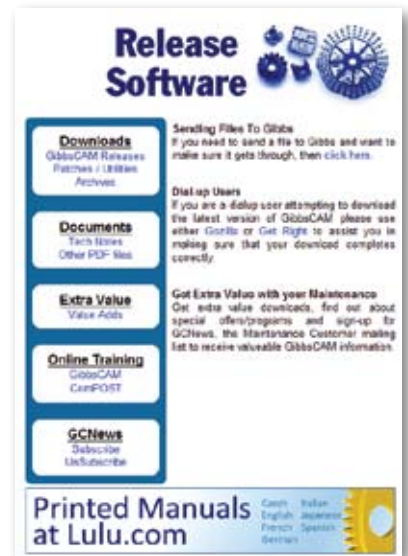 Release
Software
Downloads
GibbsCAM Releases
Patches / Utilities
Archives
Documents
Tech Notes
Other PDF files
Extra Value
Value Adds
Online Training
GibbsCAM
ComPOST
GCNews
Subscribe
UnSubscribe
Sending Files To Gibbs
If you need to send a file to Gibbs and want to
make sure it gets through, then click here.
Dial up Users
If you are a dialup user attempting to download
the latest version of GibbsCAM please use
either Gozilla or Get Right to assist you in
making sure that your download completes
correctly.
Get Extra Value with your Maintenance
Get extra value downloads, find out about
special offers/programs and sign-up for
GCNews, the Maintenance Customer mailing
list to receive valueable GibbsCAM information.
Printed Manuals
at Lulu.com
Czech Italian
English Japanese
French Spanish
German